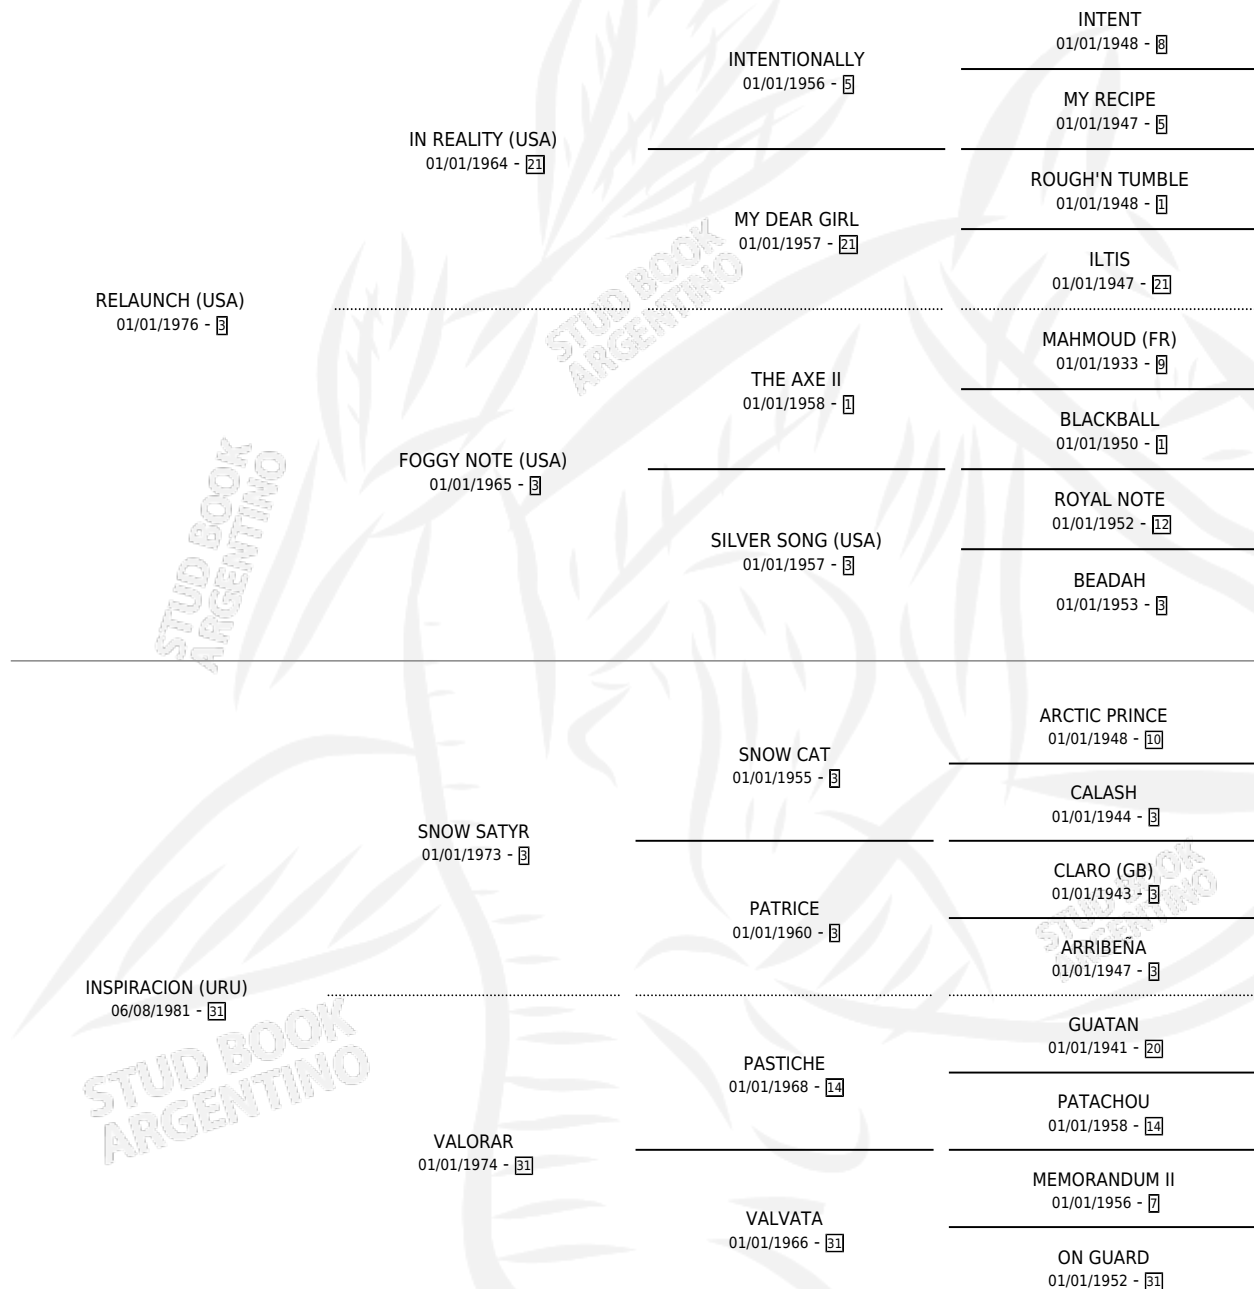 INTENT
01/01/1948 - 8
INTENTIONALLY
01/01/1956 - 5
MY RECIPE
01/01/1947 - 5
IN REALITY (USA)
01/01/1964 - 21
ROUGH'N TUMBLE
01/01/1948 - 1
MY DEAR GIRL
01/01/1957 - 21
ILTIS
01/01/1947 - 21
RELAUNCH (USA)
01/01/1976 - 3
MAHMOUD (FR)
01/01/1933 - 9
THE AXE II
01/01/1958 - 1
BLACKBALL
01/01/1950 - 1
FOGGY NOTE (USA)
01/01/1965 - 3
ROYAL NOTE
01/01/1952 - 12
SILVER SONG (USA)
01/01/1957 - 3
BEADAH
01/01/1953 - 3
ARCTIC PRINCE
01/01/1948 - 10
SNOW CAT
01/01/1955 - 3
CALASH
01/01/1944 - 3
SNOW SATYR
01/01/1973 - 3
CLARO (GB)
01/01/1943 - 3
PATRICE
01/01/1960 - 3
ARRIBEÑA
01/01/1947 - 3
INSPIRACION (URU)
06/08/1981 - 31
GUATAN
01/01/1941 - 20
PASTICHE
01/01/1968 - 14
PATACHOU
01/01/1958 - 14
VALORAR
01/01/1974 - 31
MEMORANDUM II
01/01/1956 - 7
VALVATA
01/01/1966 - 31
ON GUARD
01/01/1952 - 31
STUD BOOK
ARGENTINO
STUD BOOK
ARGENTINO
STUD BOOK
ARGENTINO
STUD BOOK
ARGENTINO